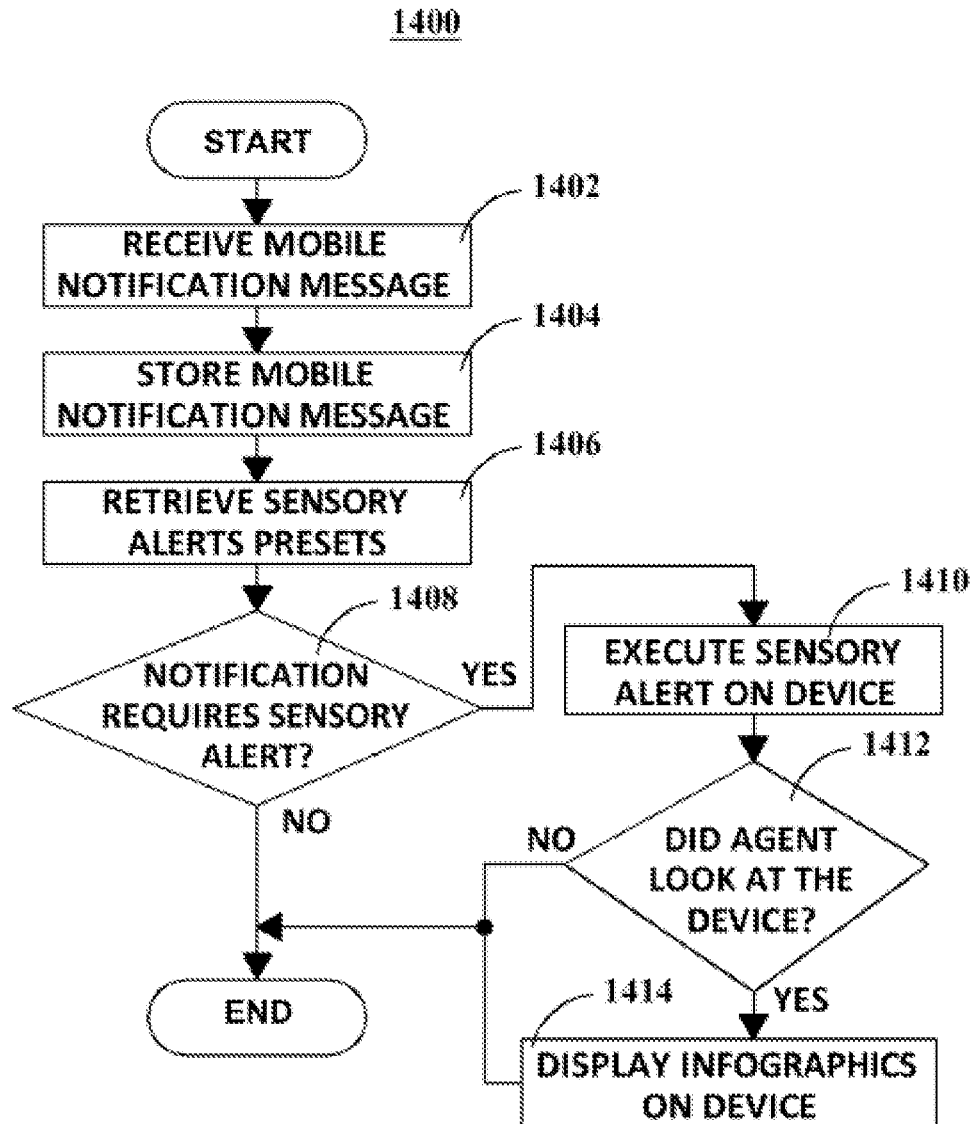 1400
START
1402
RECEIVE MOBILE
NOTIFICATION MESSAGE
1404
STORE MOBILE
NOTIFICATION MESSAGE
1406
RETRIEVE SENSORY
ALERTS PRESETS
1408
NOTIFICATION
REQUIRES SENSORY
ALERT?
YES
NO
1410
EXECUTE SENSORY
ALERT ON DEVICE
1412
DID AGENT
LOOK AT THE
DEVICE?
NO
YES
1414
DISPLAY INFOGRAPHICS
ON DEVICE
END